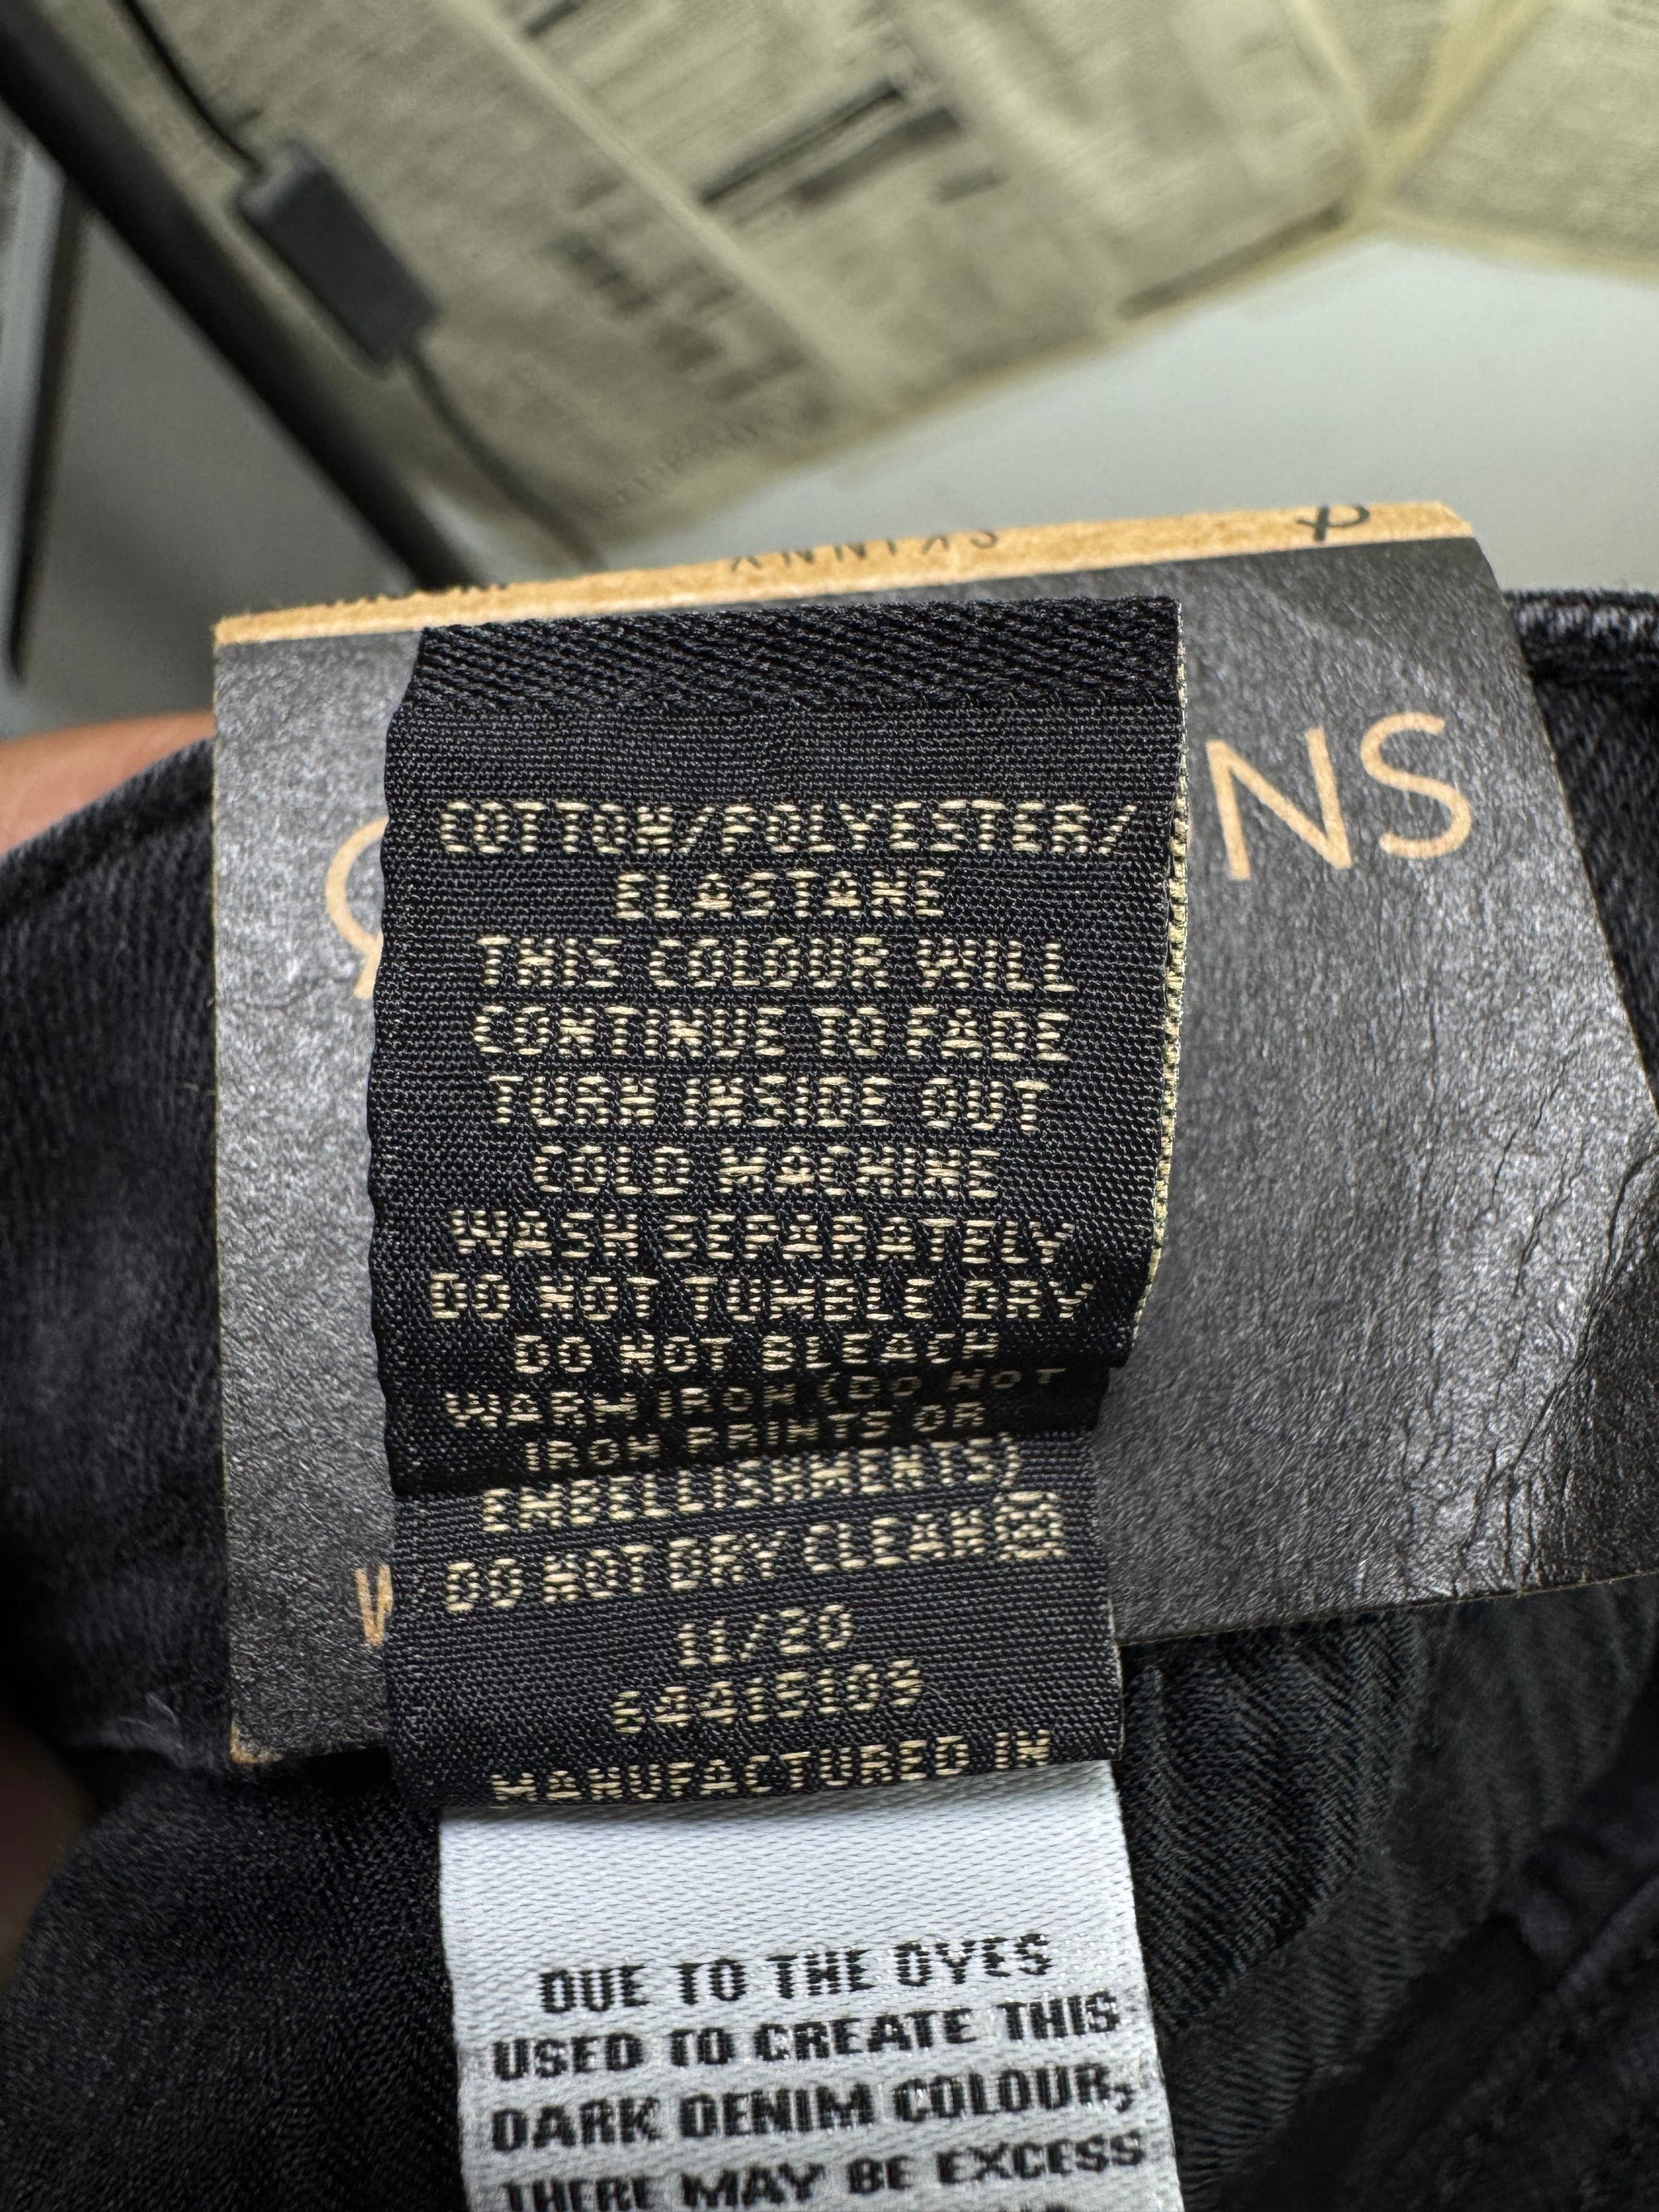 SKINNY
NS
COTTON/POLYESTER/
ELASTANE
THIS COLOUR WILL
CONTINUE TO FADE
TURN INSIDE OUT
COLD MACHINE
WASH SEPARATELY
DO NOT TUMBLE DRY
DO NOT BLEACH
WARM IRON (DO NOT
IRON PRINTS OR
EMBELLISHMENTS)
DO NOT DRY CLEAN
11/20
64415109
MANUFACTURED IN
W
DUE TO THE DYES
USED TO CREATE THIS
DARK DENIM COLOUR,
THERE MAY BE EXCESS